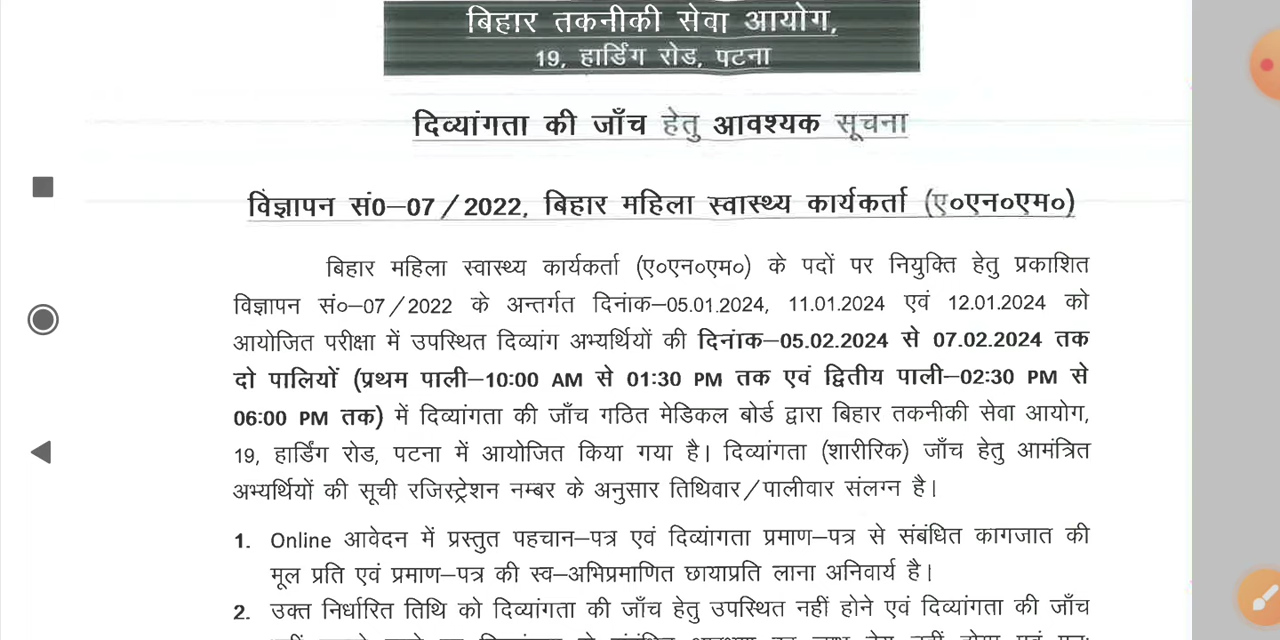 बिहार तकनीकी सेवा आयोग,
19, हार्डिंग रोड, पटना
दिव्यांगता की जाँच हेतु आवश्यक सूचना
विज्ञापन सं0–07/2022, बिहार महिला स्वास्थ्य कार्यकर्ता (ए०एन०एम०)
बिहार महिला स्वास्थ्य कार्यकर्ता (ए०एन०एम०) के पदों पर नियुक्ति हेतु प्रकाशित
विज्ञापन सं०–07/2022 के अन्तर्गत दिनांक–05.01.2024, 11.01.2024 एवं 12.01.2024 को
आयोजित परीक्षा में उपस्थित दिव्यांग अभ्यर्थियों की दिनांक–05.02.2024 से 07.02.2024 तक
दो पालियों (प्रथम पाली–10:00 AM से 01:30 PM तक एवं द्वितीय पाली–02:30 PM से
06:00 PM तक) में दिव्यांगता की जाँच गठित मेडिकल बोर्ड द्वारा बिहार तकनीकी सेवा आयोग,
19, हार्डिंग रोड, पटना में आयोजित किया गया है। दिव्यांगता (शारीरिक) जाँच हेतु आमंत्रित
अभ्यर्थियों की सूची रजिस्ट्रेशन नम्बर के अनुसार तिथिवार/पालीवार संलग्न है।
1. Online आवेदन में प्रस्तुत पहचान–पत्र एवं दिव्यांगता प्रमाण–पत्र से संबंधित कागजात की
मूल प्रति एवं प्रमाण–पत्र की स्व–अभिप्रमाणित छायाप्रति लाना अनिवार्य है।
2. उक्त निर्धारित तिथि को दिव्यांगता की जाँच हेतु उपस्थित नहीं होने एवं दिव्यांगता की जाँच